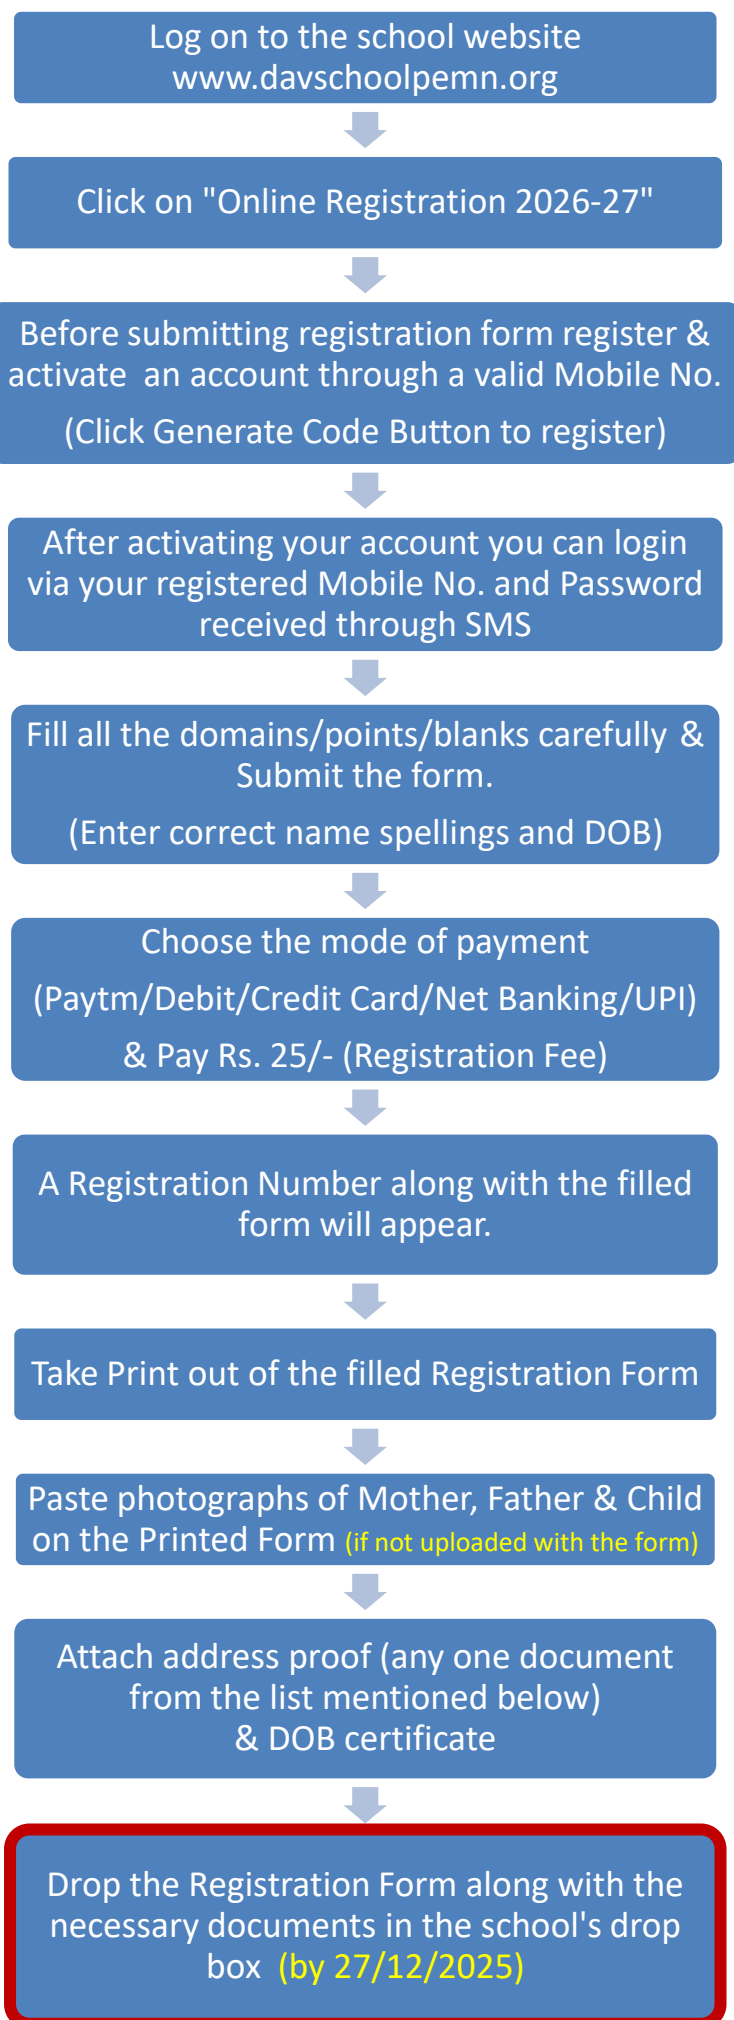 Log on to the school website
www.davschoolpemn.org
Click on "Online Registration 2026-27"
Before submitting registration form register &
activate an account through a valid Mobile No.
(Click Generate Code Button to register)
After activating your account you can login
via your registered Mobile No. and Password
received through SMS
Fill all the domains/points/blanks carefully &
Submit the form.
(Enter correct name spellings and DOB)
Choose the mode of payment
(Paytm/Debit/Credit Card/Net Banking/UPI)
& Pay Rs. 25/- (Registration Fee)
A Registration Number along with the filled
form will appear.
Take Print out of the filled Registration Form
Paste photographs of Mother, Father & Child
on the Printed Form (if not uploaded with the form)
Attach address proof (any one document
from the list mentioned below)
& DOB certificate
Drop the Registration Form along with the
necessary documents in the school's drop
box (by 27/12/2025)